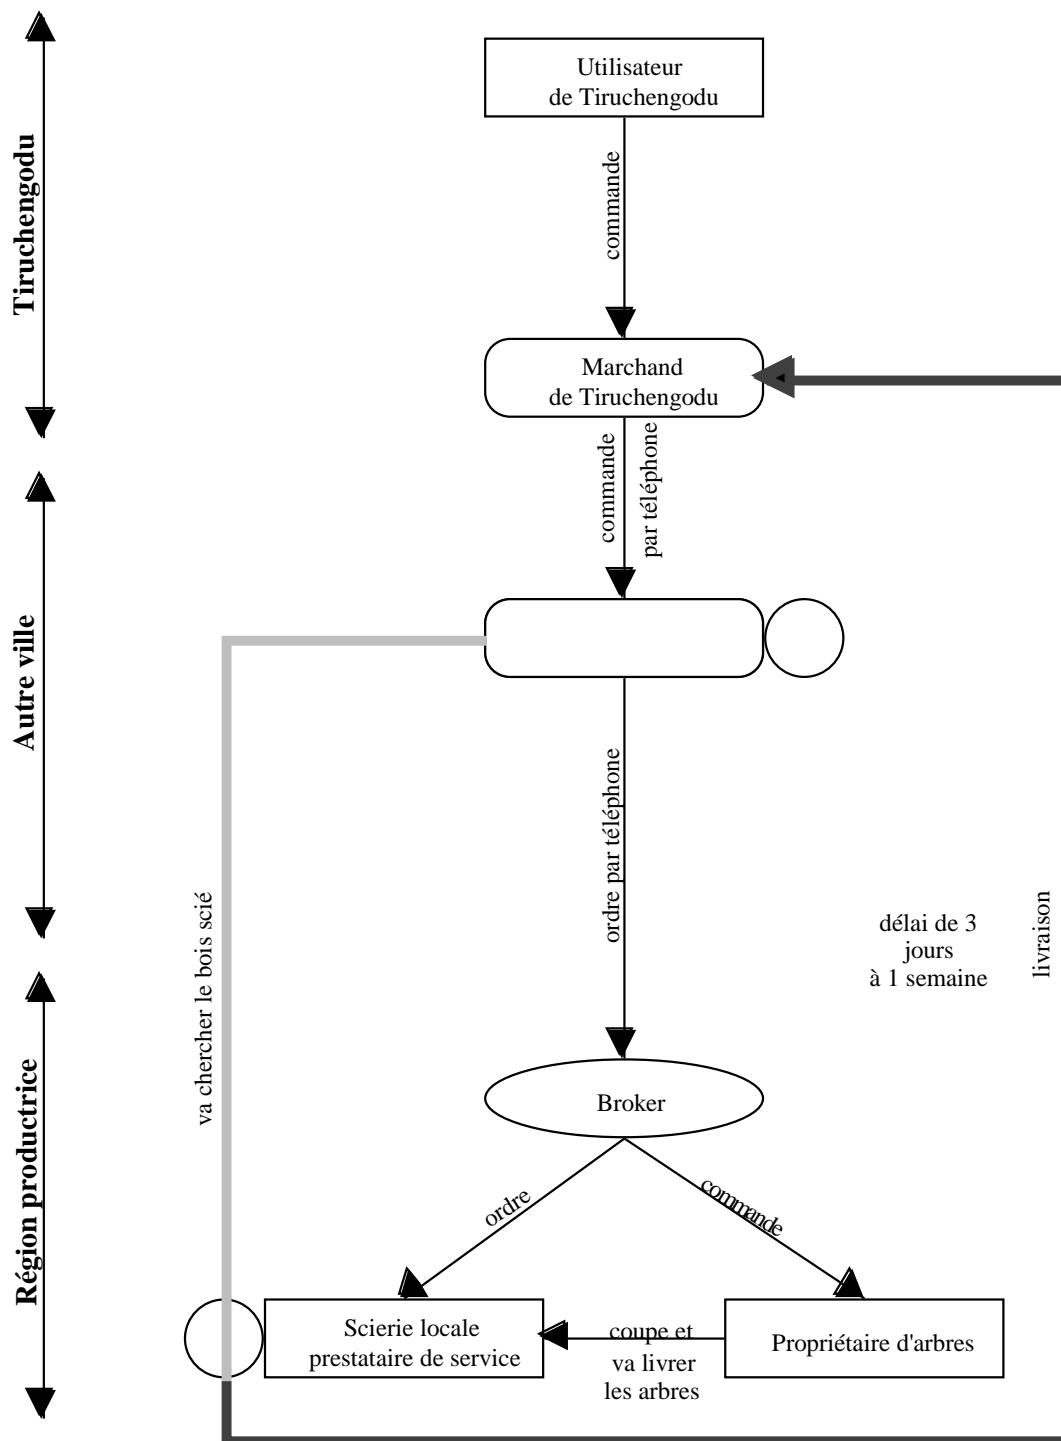 Tiruchengodu
Utilisateur
de Tiruchengodu
commande
Marchand
de Tiruchengodu
commande
par téléphone
Autre ville
ordre par téléphone
va chercher le bois scié
délai de 3
jours
à 1 semaine
livraison
Région productrice
Broker
ordre
commande
Scierie locale
prestataire de service
coupe et
va livrer
les arbres
Propriétaire d'arbres